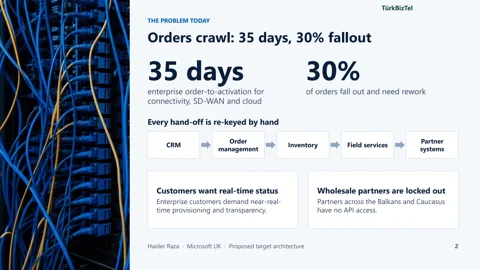 TürkBizTel
THE PROBLEM TODAY
Orders crawl: 35 days, 30% fallout
35 days
enterprise order-to-activation for
connectivity, SD-WAN and cloud
30%
of orders fall out and need rework
Every hand-off is re-keyed by hand
CRM
Order
management
Inventory
Field services
Partner
systems
Customers want real-time status
Enterprise customers demand near-real-
time provisioning and transparency.
Wholesale partners are locked out
Partners across the Balkans and Caucasus
have no API access.
Haider Raza · Microsoft UK · Proposed target architecture
2